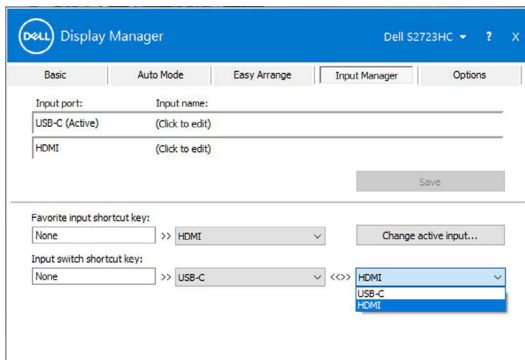 DELL Display Manager Dell S2723HC ? X
Basic Auto Mode Easy Arrange Input Manager Options
Input port: Input name:
USB-C (Active) (Click to edit)
HDMI (Click to edit)
Save
Favorite input shortcut key:
None >> HDMI Change active input...
Input switch shortcut key:
None >> USB-C <<>> HDMI
USB-C
HDMI